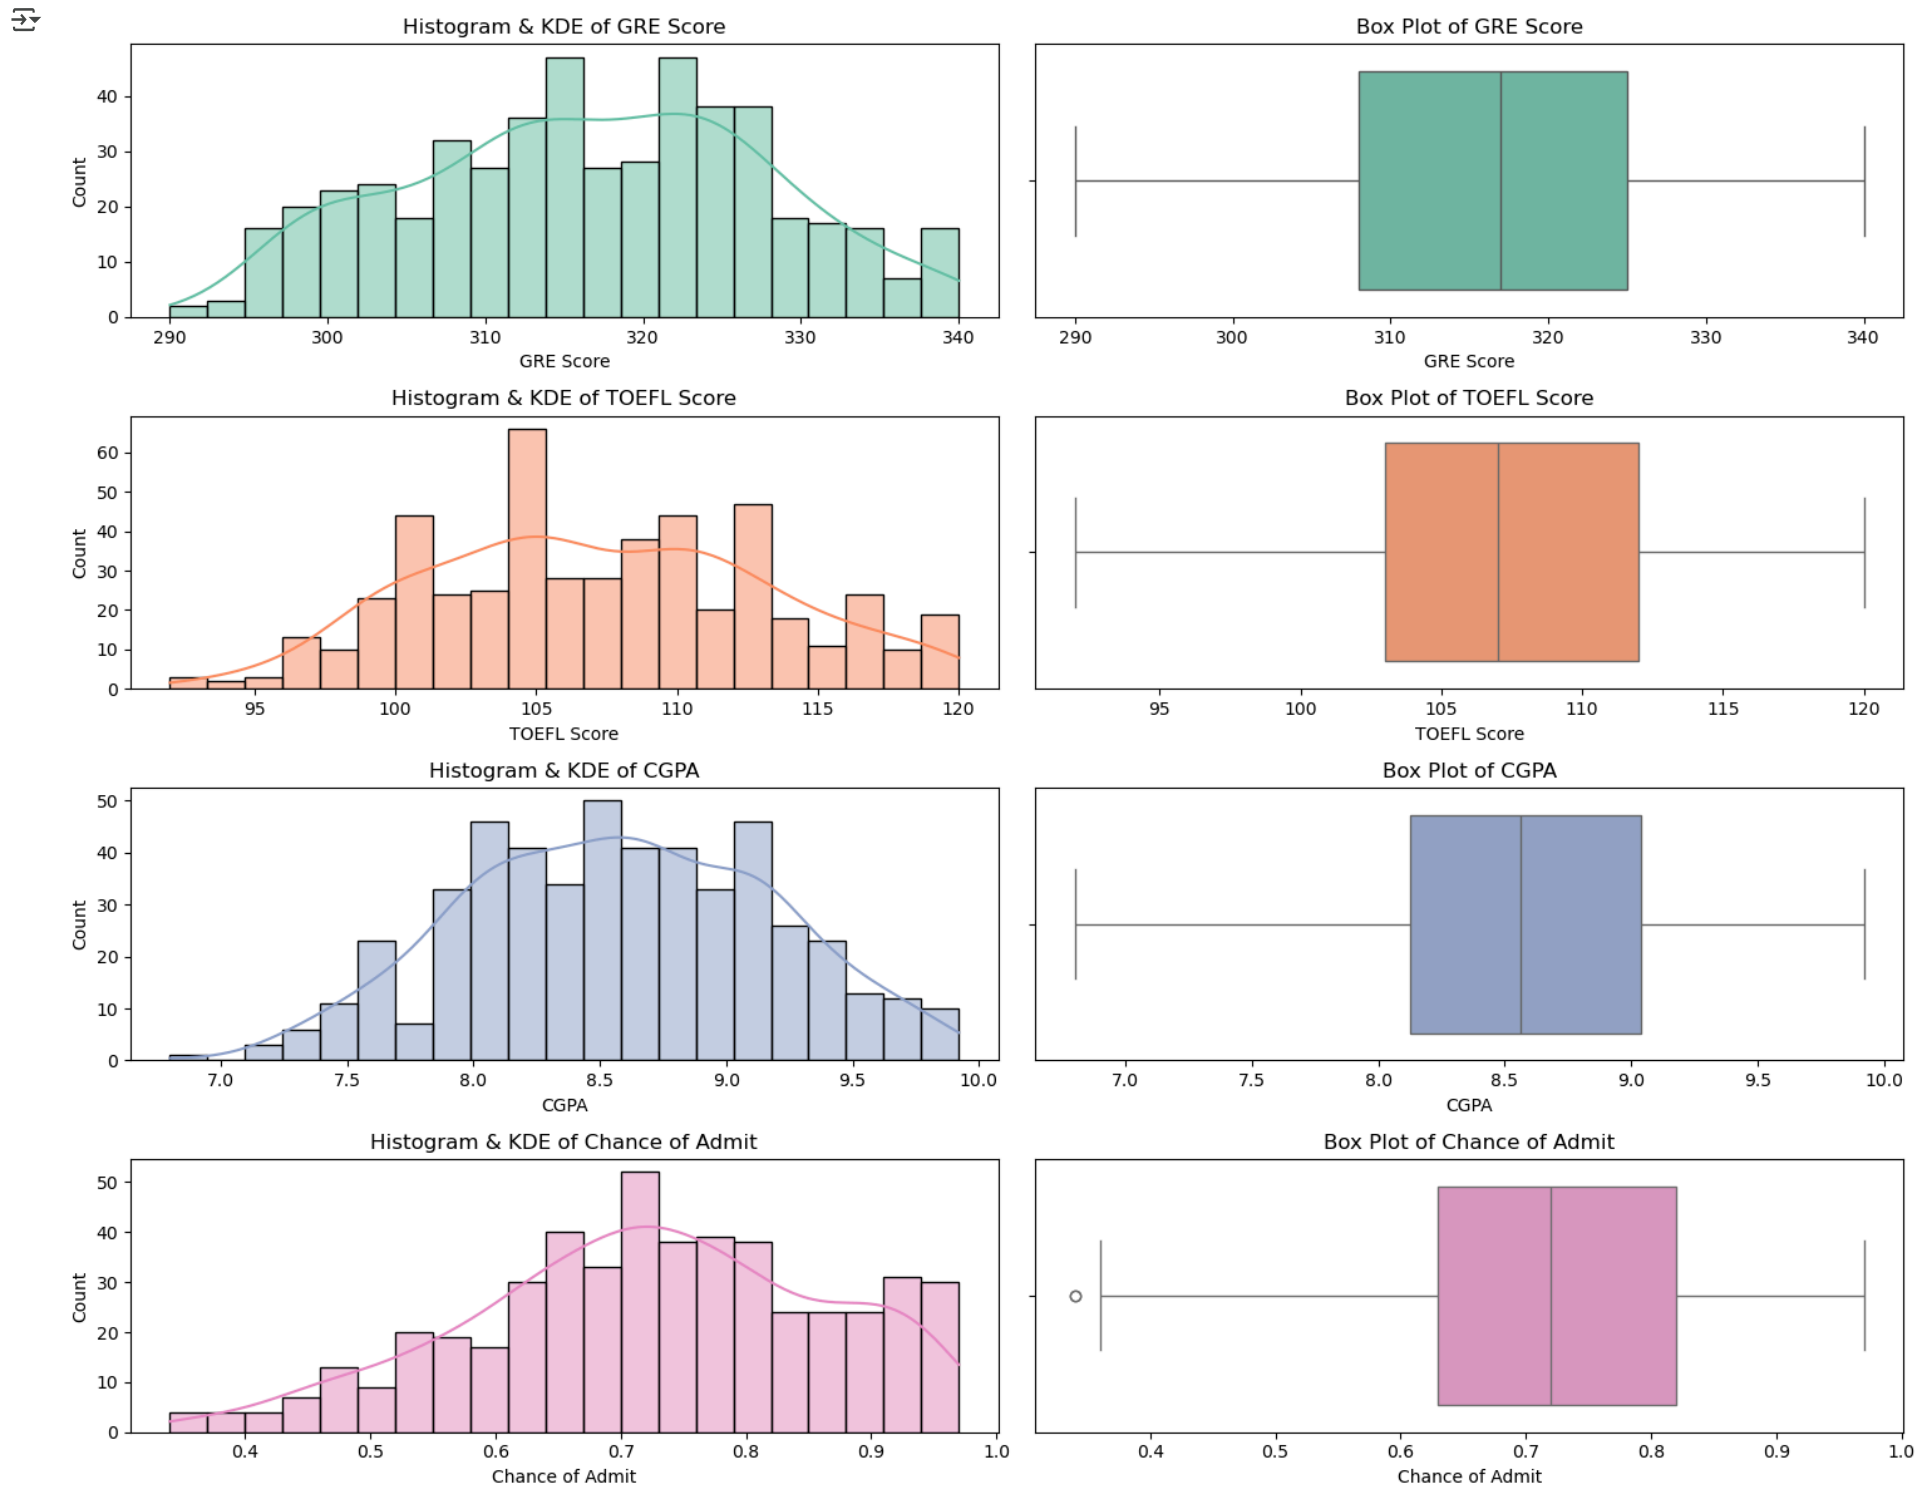 Histogram & KDE of GRE Score
Count
40
30
20
10
0
290 300 310 320 330 340
GRE Score
Box Plot of GRE Score
290 300 310 320 330 340
GRE Score
Histogram & KDE of TOEFL Score
Count
60
50
40
30
20
10
0
95 100 105 110 115 120
TOEFL Score
Box Plot of TOEFL Score
95 100 105 110 115 120
TOEFL Score
Histogram & KDE of CGPA
Count
50
40
30
20
10
0
7.0 7.5 8.0 8.5 9.0 9.5 10.0
CGPA
Box Plot of CGPA
7.0 7.5 8.0 8.5 9.0 9.5 10.0
CGPA
Histogram & KDE of Chance of Admit
Count
50
40
30
20
10
0
0.4 0.5 0.6 0.7 0.8 0.9 1.0
Chance of Admit
Box Plot of Chance of Admit
0.4 0.5 0.6 0.7 0.8 0.9 1.0
Chance of Admit